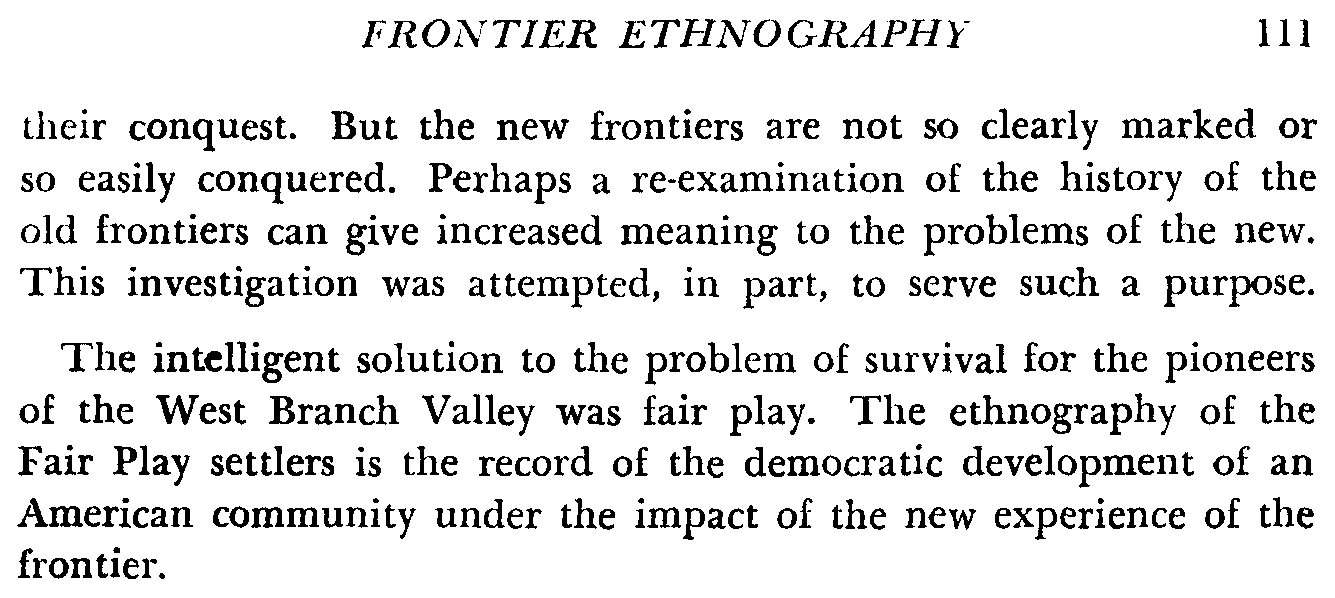 FRONTIER ETHNOGRAPHY 111
their conquest. But the new frontiers are not so clearly marked or
so easily conquered. Perhaps a re-examination of the history of the
old frontiers can give increased meaning to the problems of the new.
This investigation was attempted, in part, to serve such a purpose.
The intelligent solution to the problem of survival for the pioneers
of the West Branch Valley was fair play. The ethnography of the
Fair Play settlers is the record of the democratic development of an
American community under the impact of the new experience of the
frontier.